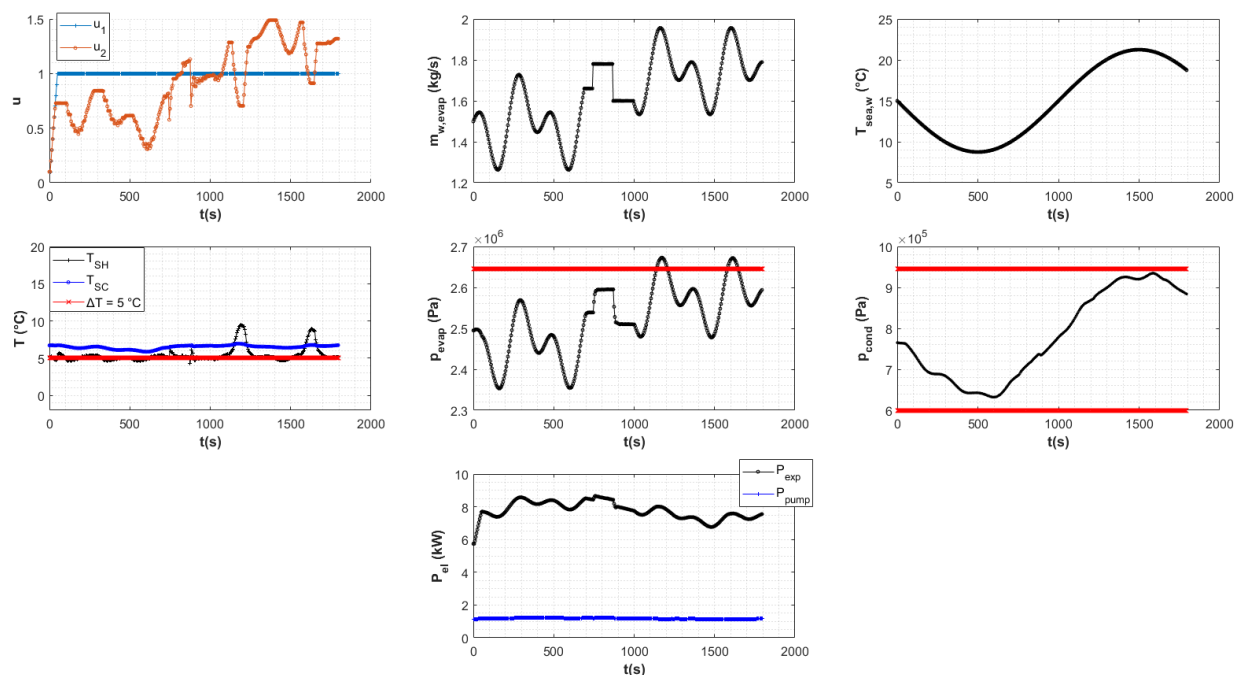 1.5
1
0.5
0
u
u1
u2
0 500 1000 1500 2000
t(s)
2
1.8
1.6
1.4
1.2
mw,evap (kg/s)
0 500 1000 1500 2000
t(s)
25
20
15
10
5
Tsea,w (°C)
0 500 1000 1500 2000
t(s)
20
15
10
5
0
T (°C)
TSH
TSC
ΔT = 5 °C
0 500 1000 1500 2000
t(s)
×10⁶
2.7
2.6
2.5
2.4
2.3
pevap
(Pa)
0 500 1000 1500 2000
t(s)
×10⁵
10
9
8
7
6
pcond
(Pa)
0 500 1000 1500 2000
t(s)
10
8
6
4
2
0
Pel (kW)
Pexp
Ppump
0 500 1000 1500 2000
t(s)